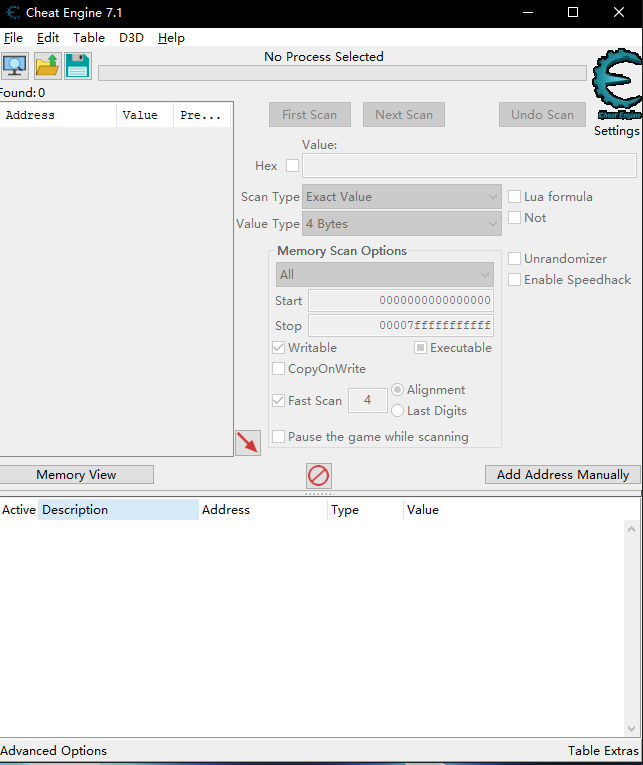 Cheat Engine 7.1
File Edit Table D3D Help
No Process Selected
Found:0
Address Value Pre...
First Scan Next Scan Undo Scan
Cheat Engine
Settings
Value:
Hex
Scan Type Exact Value Lua formula
Value Type 4 Bytes Not
Memory Scan Options
All
Unrandomizer
Enable Speedhack
Start 0000000000000000
Stop 00007fffffffffff
Writable Executable
CopyOnWrite
Fast Scan 4 Alignment
Last Digits
Pause the game while scanning
Memory View Add Address Manually
Active Description Address Type Value
Advanced Options Table Extras